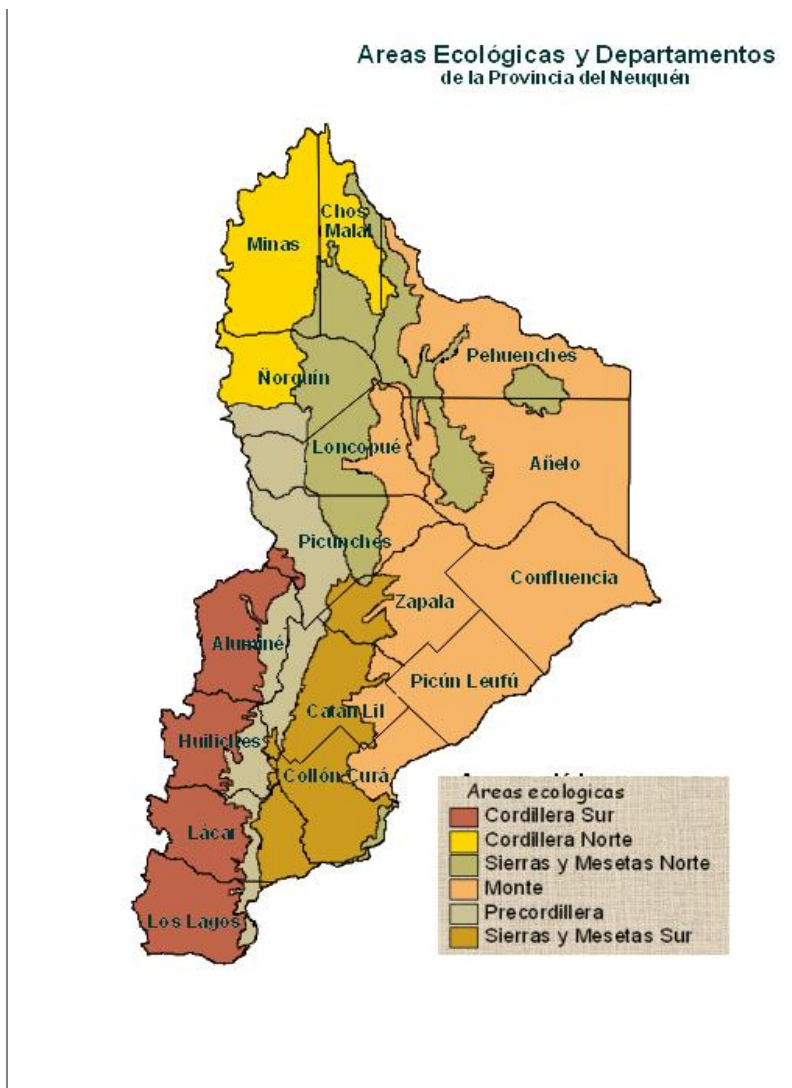 Areas Ecológicas y Departamentos
de la Provincia del Neuquén
Chos
Malal
Minas
Pehuenches
Ñorquín
Loncopué
Añelo
Picunches
Confluencia
Zapala
Aluminé
Picún Leufú
Catán Lil
Huiliches
Collón Curá
Lácar
Los Lagos
Areas ecologicas
Cordillera Sur
Cordillera Norte
Sierras y Mesetas Norte
Monte
Precordillera
Sierras y Mesetas Sur